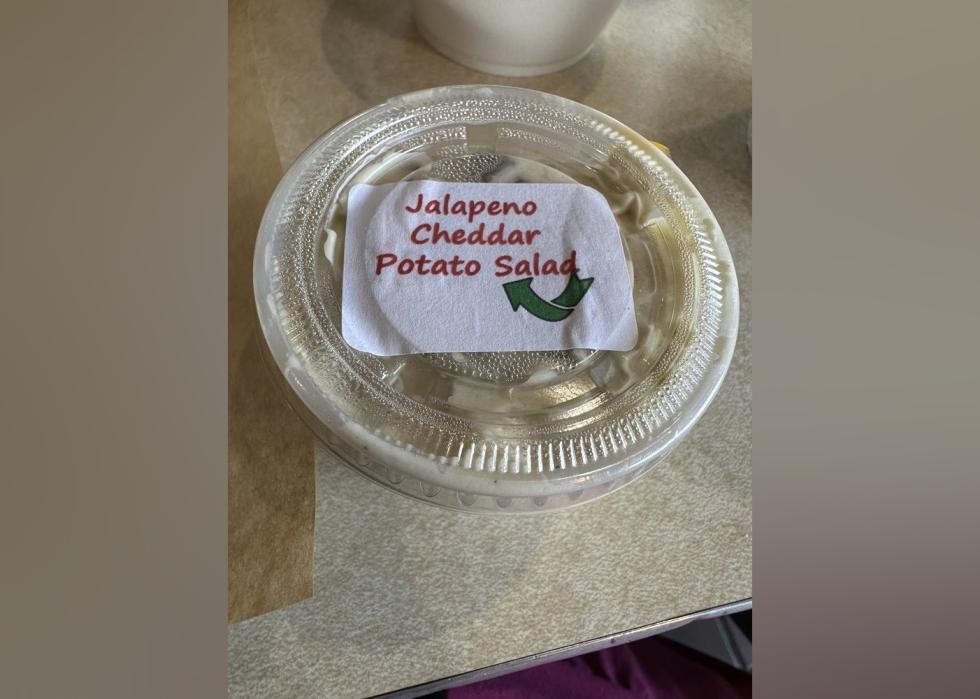 Jalapeno
Cheddar
Potato Salad